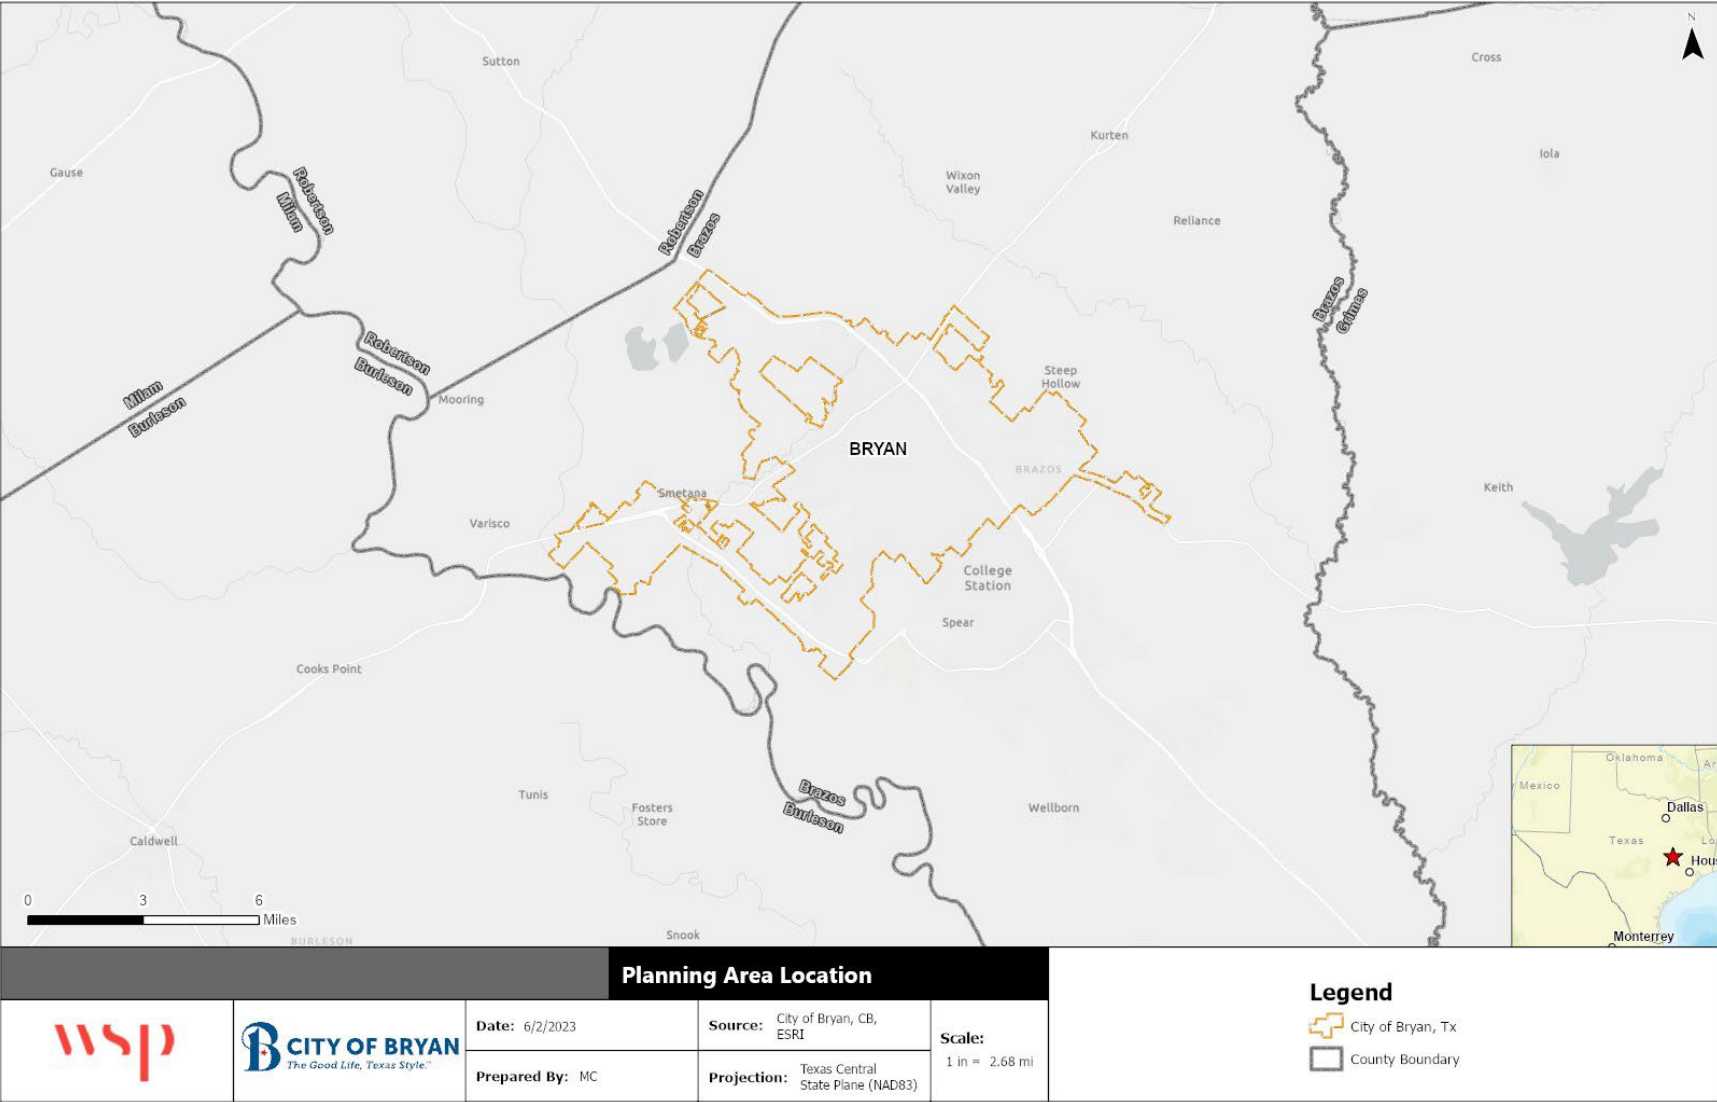 N
Sutton
Cross
Kurten
Iola
Gause
Wixon
Valley
Robertson
Milam
Robertson
Brazos
Reliance
Brazos
Grimes
Robertson
Burleson
Steep
Hollow
Milam
Burleson
Mooring
BRYAN
BRAZOS
Smetana
Keith
Varisco
College
Station
Spear
Cooks Point
Tunis
Fosters
Store
Brazos
Burleson
Wellborn
Caldwell
0 3 6
Miles
BURLESON
Snook
Oklahoma
Ar
Mexico
Dallas
Texas
Lo
Hou
Monterrey
Planning Area Location
wsp
B CITY OF BRYAN
The Good Life, Texas Style.™
Date: 6/2/2023
Prepared By: MC
Source: City of Bryan, CB,
ESRI
Projection: Texas Central
State Plane (NAD83)
Scale:
1 in = 2.68 mi
Legend
City of Bryan, Tx
County Boundary